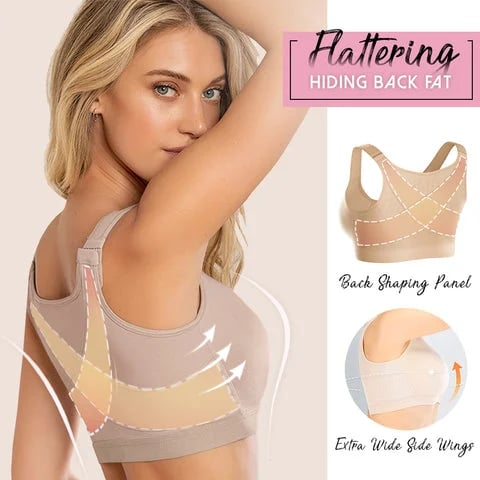 Flattering
HIDING BACK FAT
Back Shaping Panel
Extra Wide Side Wings